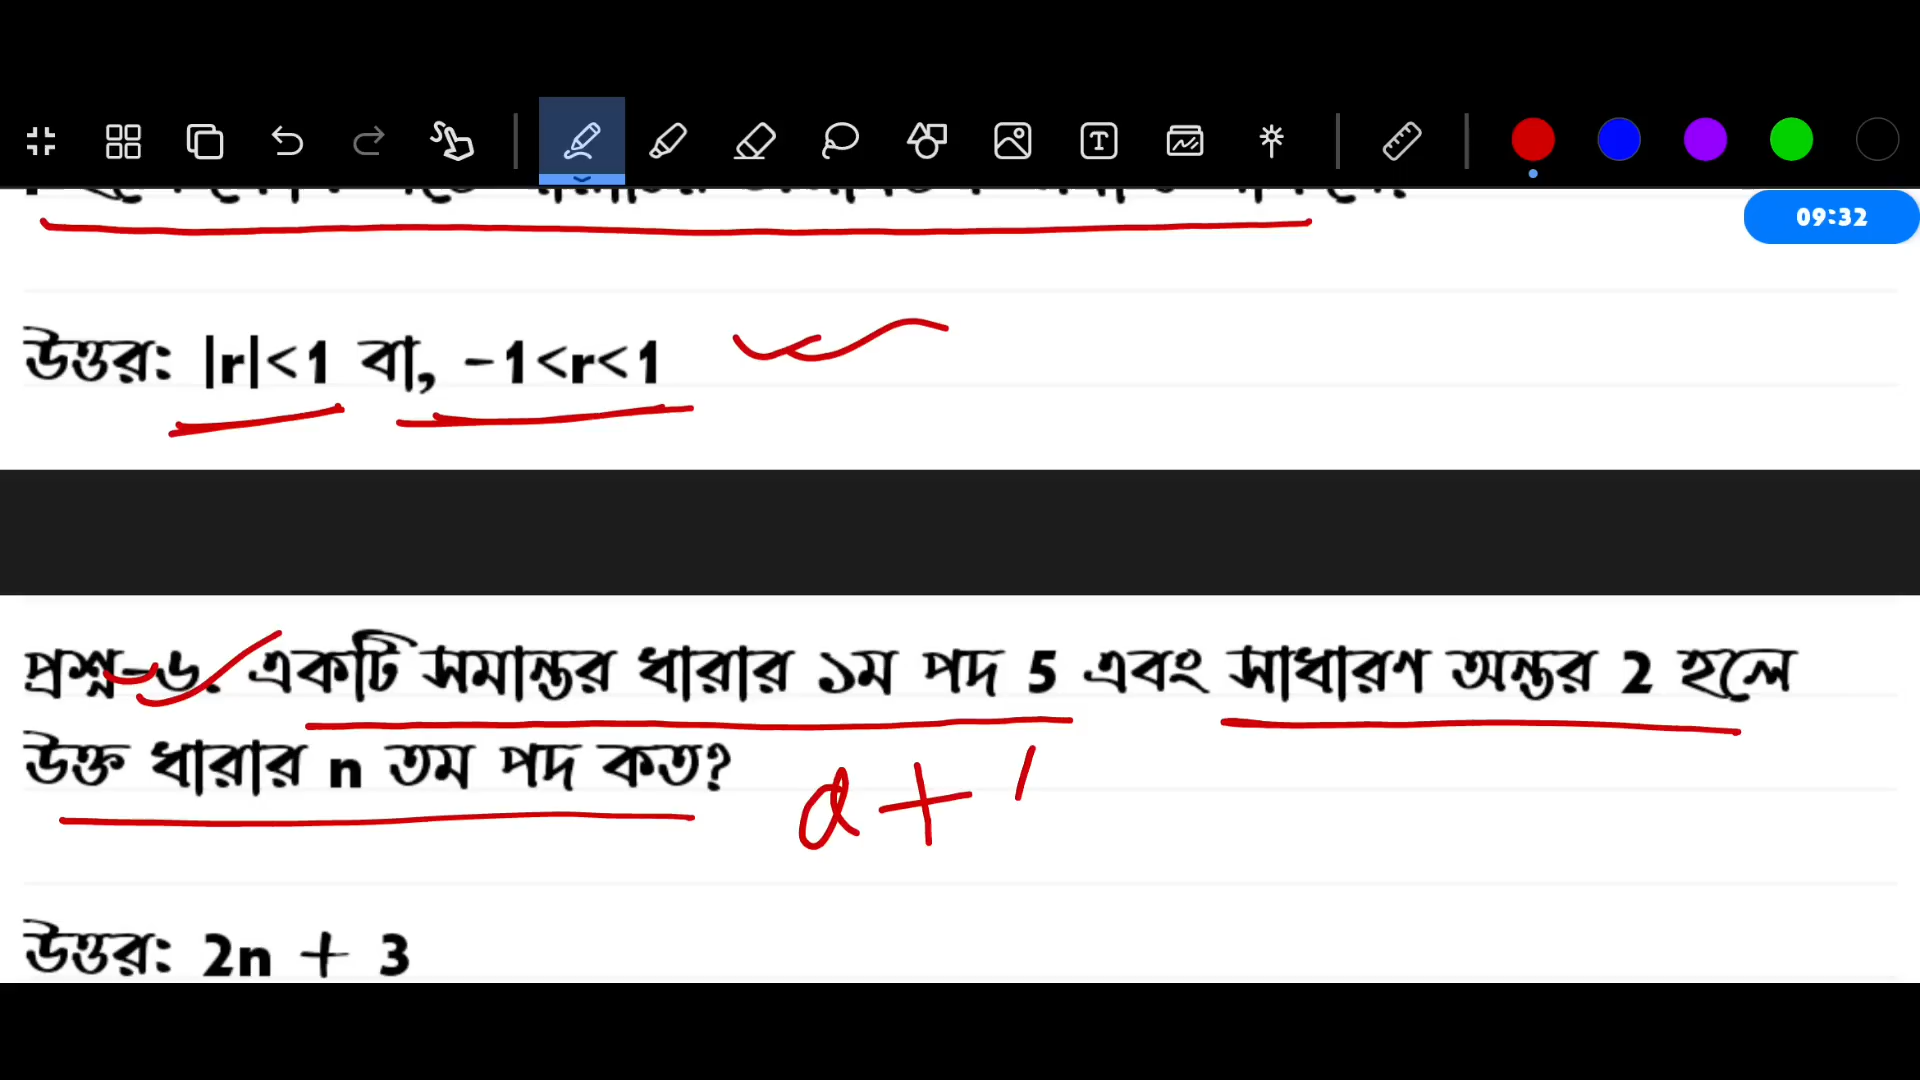 09:32
উত্তর: |r|<1 বা, -1<r<1
প্রশ্ন-৬. একটি সমান্তর ধারার ১ম পদ 5 এবং সাধারণ অন্তর 2 হলে
উক্ত ধারার n তম পদ কত?
a+
উত্তর: 2n + 3